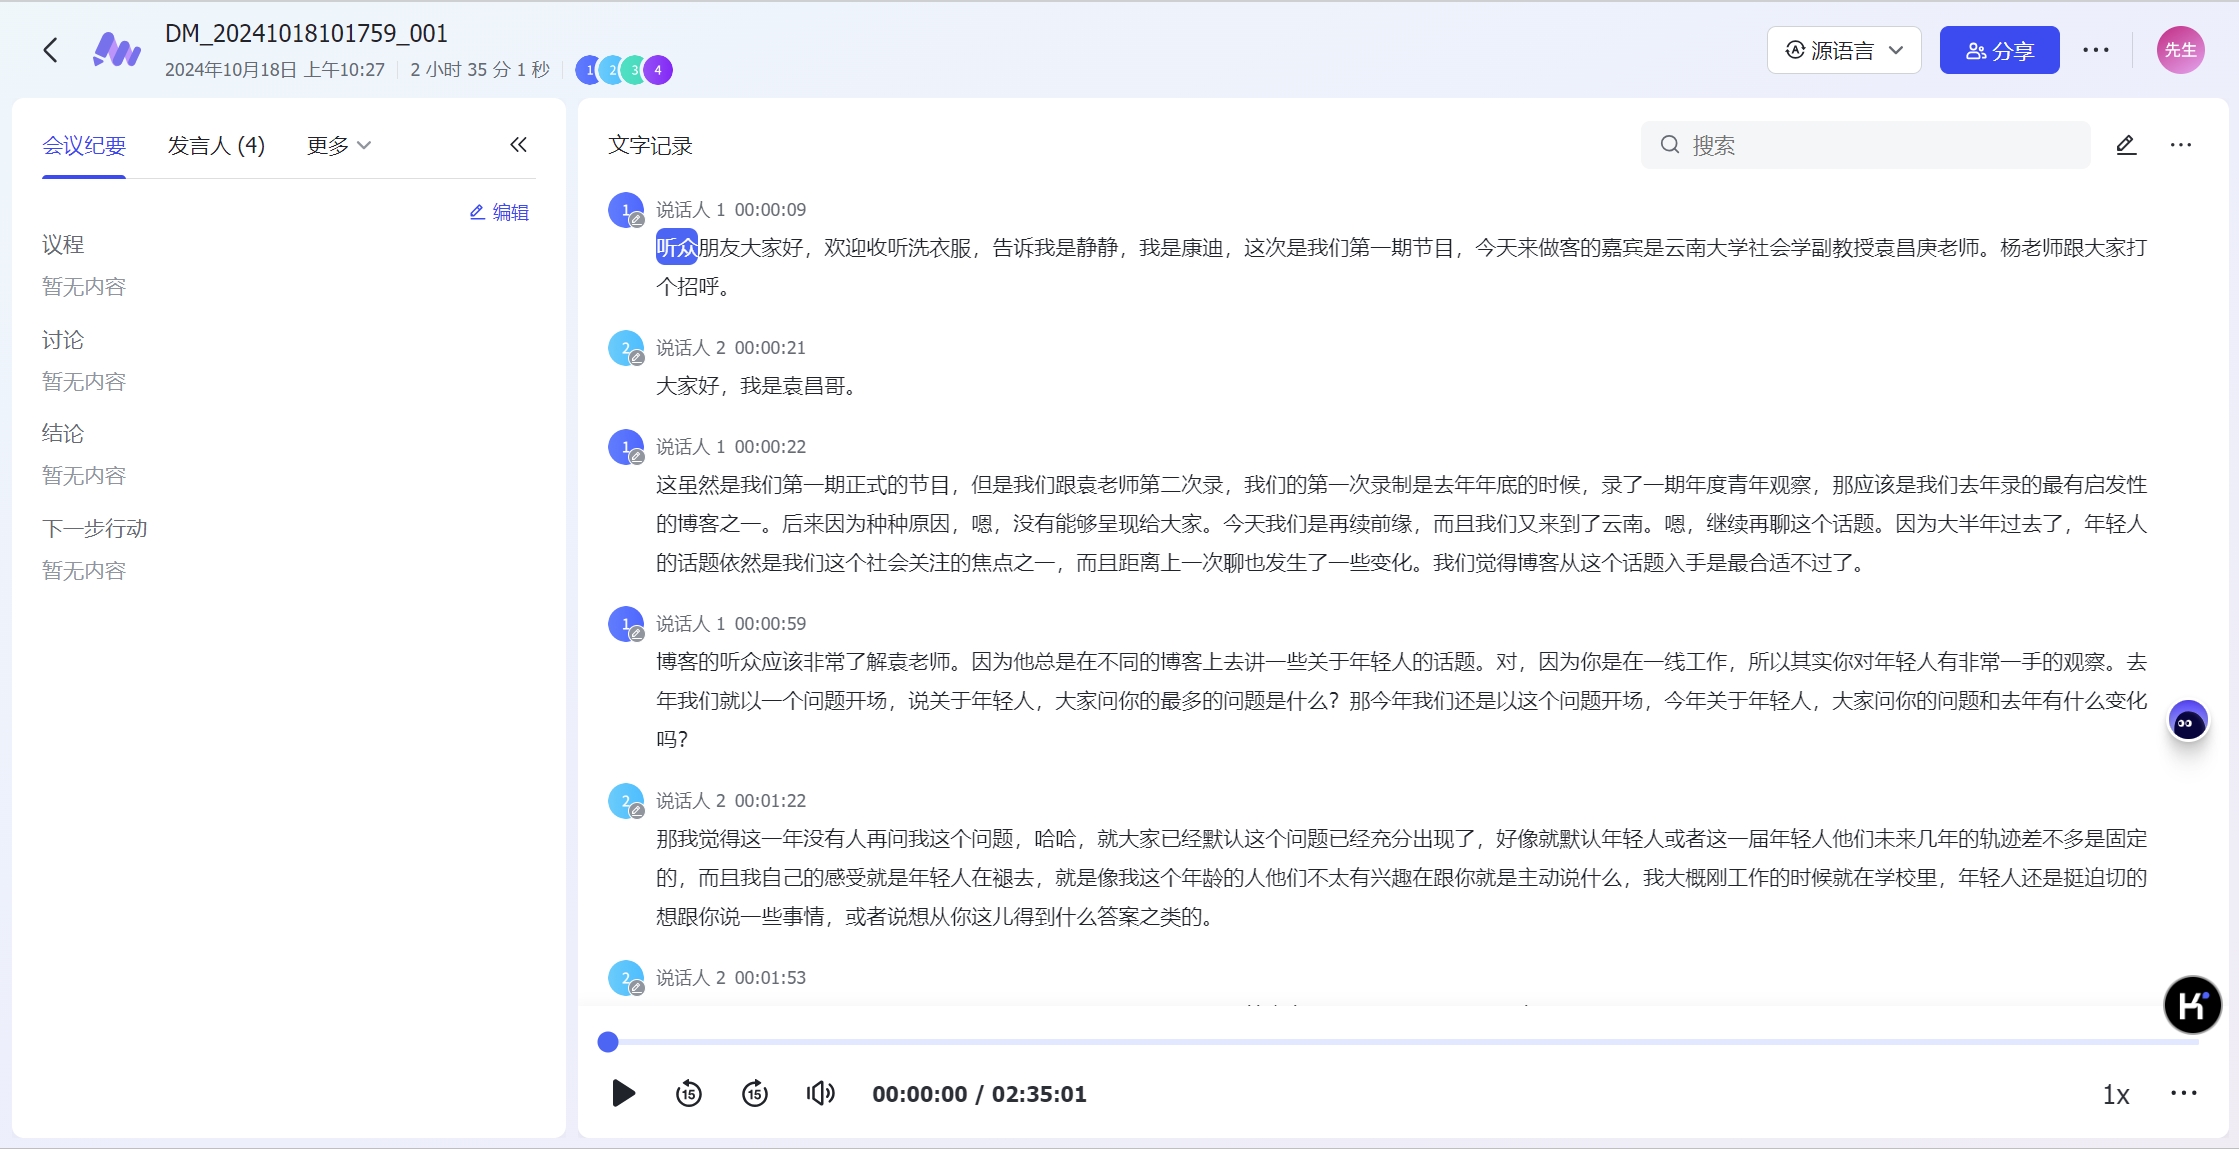 DM_20241018101759_001
2024年10月18日 上午10:27
2 小时 35 分 1 秒
1 2 3 4
源语言
分享
先生
会议纪要
发言人 (4)
更多
编辑
议程
暂无内容
讨论
暂无内容
结论
暂无内容
下一步行动
暂无内容
文字记录
搜索
1 说话人 1 00:00:09
听众朋友大家好，欢迎收听洗衣服，告诉我是静静，我是康迪，这次是我们第一期节目，今天来做客的嘉宾是云南大学社会学副教授袁昌庚老师。杨老师跟大家打
个招呼。
2 说话人 2 00:00:21
大家好，我是袁昌哥。
1 说话人 1 00:00:22
这虽然是我们第一期正式的节目，但是我们跟袁老师第二次录，我们的第一次录制是去年年底的时候，录了一期年度青年观察，那应该是我们去年录的最有启发性
的博客之一。后来因为种种原因，嗯，没有能够呈现给大家。今天我们是再续前缘，而且我们又来到了云南。嗯，继续再聊这个话题。因为大半年过去了，年轻人
的话题依然是我们这个社会关注的焦点之一，而且距离上一次聊也发生了一些变化。我们觉得博客从这个话题入手是最合适不过了。
1 说话人 1 00:00:59
博客的听众应该非常了解袁老师。因为他总是在不同的博客上去讲一些关于年轻人的话题。对，因为你是在一线工作，所以其实你对年轻人有非常一手的观察。去
年我们就以一个问题开场，说关于年轻人，大家问你的最多的问题是什么？那今年我们还是以这个问题开场，今年关于年轻人，大家问你的问题和去年有什么变化
吗？
2 说话人 2 00:01:22
那我觉得这一年没有人再问我这个问题，哈哈，就大家已经默认这个问题已经充分出现了，好像就默认年轻人或者这一届年轻人他们未来几年的轨迹差不多是固定
的，而且我自己的感受就是年轻人在褪去，就是像我这个年龄的人他们不太有兴趣在跟你就是主动说什么，我大概刚工作的时候就在学校里，年轻人还是挺迫切的
想跟你说一些事情，或者说想从你这儿得到什么答案之类的。
2 说话人 2 00:01:53
15
15
00:00:00 / 02:35:01
1x
K